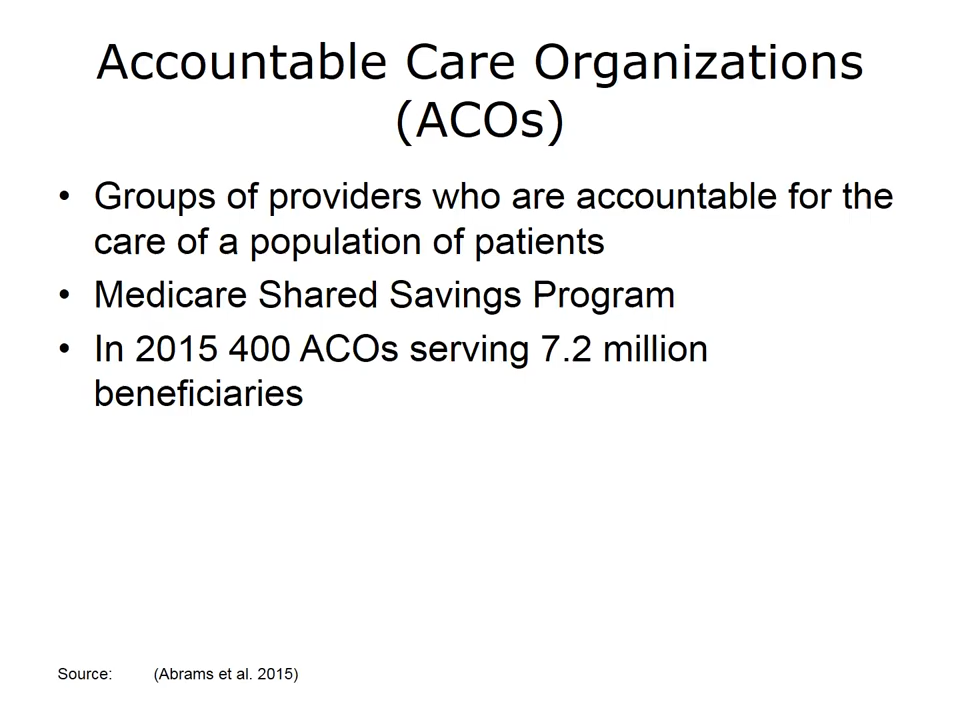 Accountable Care Organizations
(ACOs)
• Groups of providers who are accountable for the
care of a population of patients
• Medicare Shared Savings Program
• In 2015 400 ACOs serving 7.2 million
beneficiaries
Source: (Abrams et al. 2015)